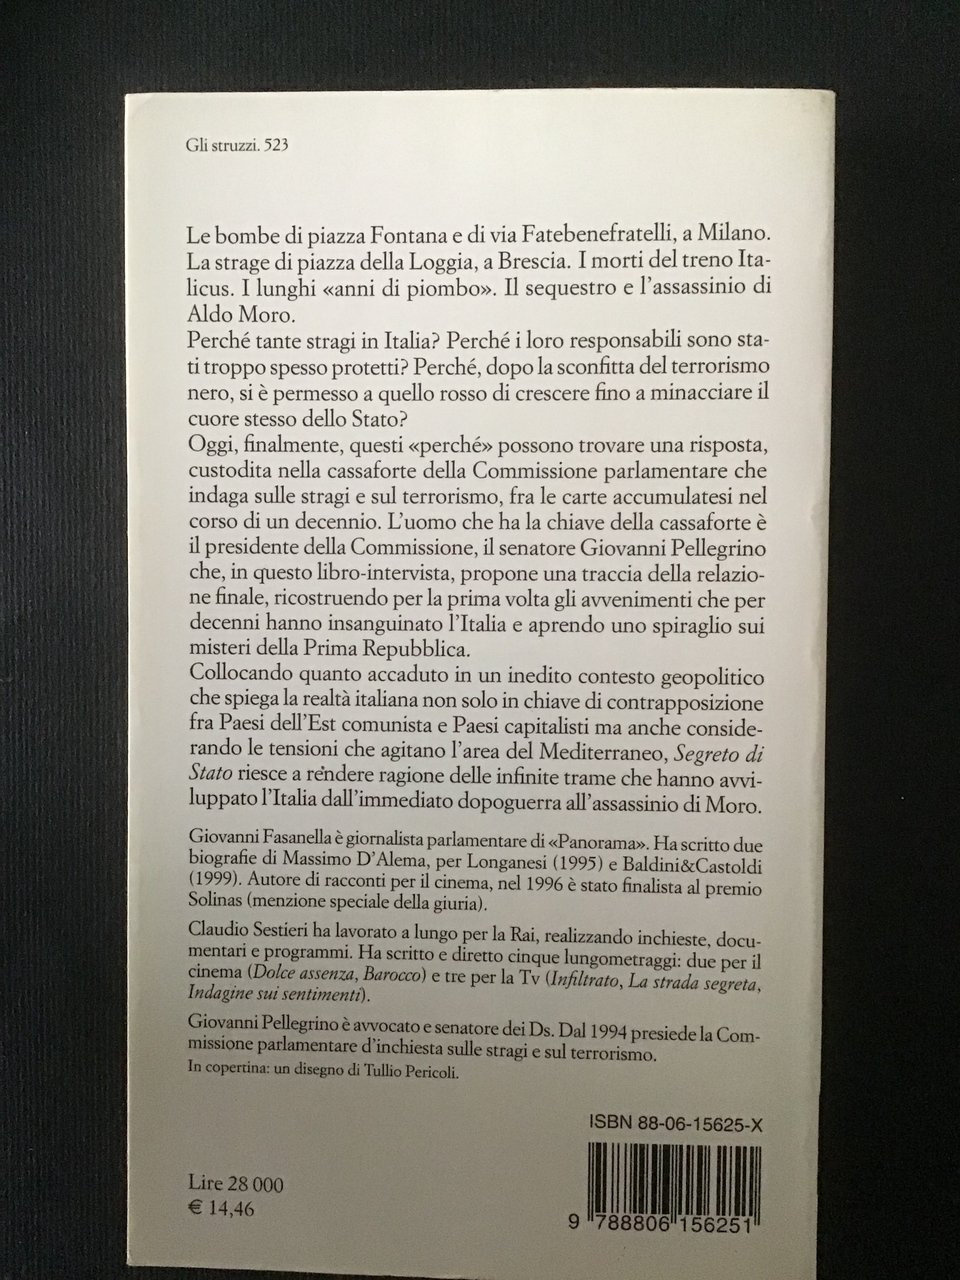 Gli struzzi. 523
Le bombe di piazza Fontana e di via Fatebenefratelli, a Milano.
La strage di piazza della Loggia, a Brescia. I morti del treno Ita-
licus. I lunghi «anni di piombo». Il sequestro e l'assassinio di
Aldo Moro.
Perché tante stragi in Italia? Perché i loro responsabili sono sta-
ti troppo spesso protetti? Perché, dopo la sconfitta del terrorismo
nero, si è permesso a quello rosso di crescere fino a minacciare il
cuore stesso dello Stato?
Oggi, finalmente, questi «perché» possono trovare una risposta,
custodita nella cassaforte della Commissione parlamentare che
indaga sulle stragi e sul terrorismo, fra le carte accumulatesi nel
corso di un decennio. L'uomo che ha la chiave della cassaforte è
il presidente della Commissione, il senatore Giovanni Pellegrino
che, in questo libro-intervista, propone una traccia della relazio-
ne finale, ricostruendo per la prima volta gli avvenimenti che per
decenni hanno insanguinato l'Italia e aprendo uno spiraglio sui
misteri della Prima Repubblica.
Collocando quanto accaduto in un inedito contesto geopolitico
che spiega la realtà italiana non solo in chiave di contrapposizione
fra Paesi dell'Est comunista e Paesi capitalisti ma anche conside-
rando le tensioni che agitano l'area del Mediterraneo, Segreto di
Stato riesce a rendere ragione delle infinite trame che hanno avvi-
luppato l'Italia dall'immediato dopoguerra all'assassinio di Moro.
Giovanni Fasanella è giornalista parlamentare di «Panorama». Ha scritto due
biografie di Massimo D'Alema, per Longanesi (1995) e Baldini&Castoldi
(1999). Autore di racconti per il cinema, nel 1996 è stato finalista al premio
Solinas (menzione speciale della giuria).
Claudio Sestieri ha lavorato a lungo per la Rai, realizzando inchieste, docu-
mentari e programmi. Ha scritto e diretto cinque lungometraggi: due per il
cinema (Dolce assenza, Barocco) e tre per la Tv (Infiltrato, La strada segreta,
Indagine sui sentimenti).
Giovanni Pellegrino è avvocato e senatore dei Ds. Dal 1994 presiede la Com-
missione parlamentare d'inchiesta sulle stragi e sul terrorismo.
In copertina: un disegno di Tullio Pericoli.
ISBN 88-06-15625-X
Lire 28 000
€ 14,46
9 788806 156251